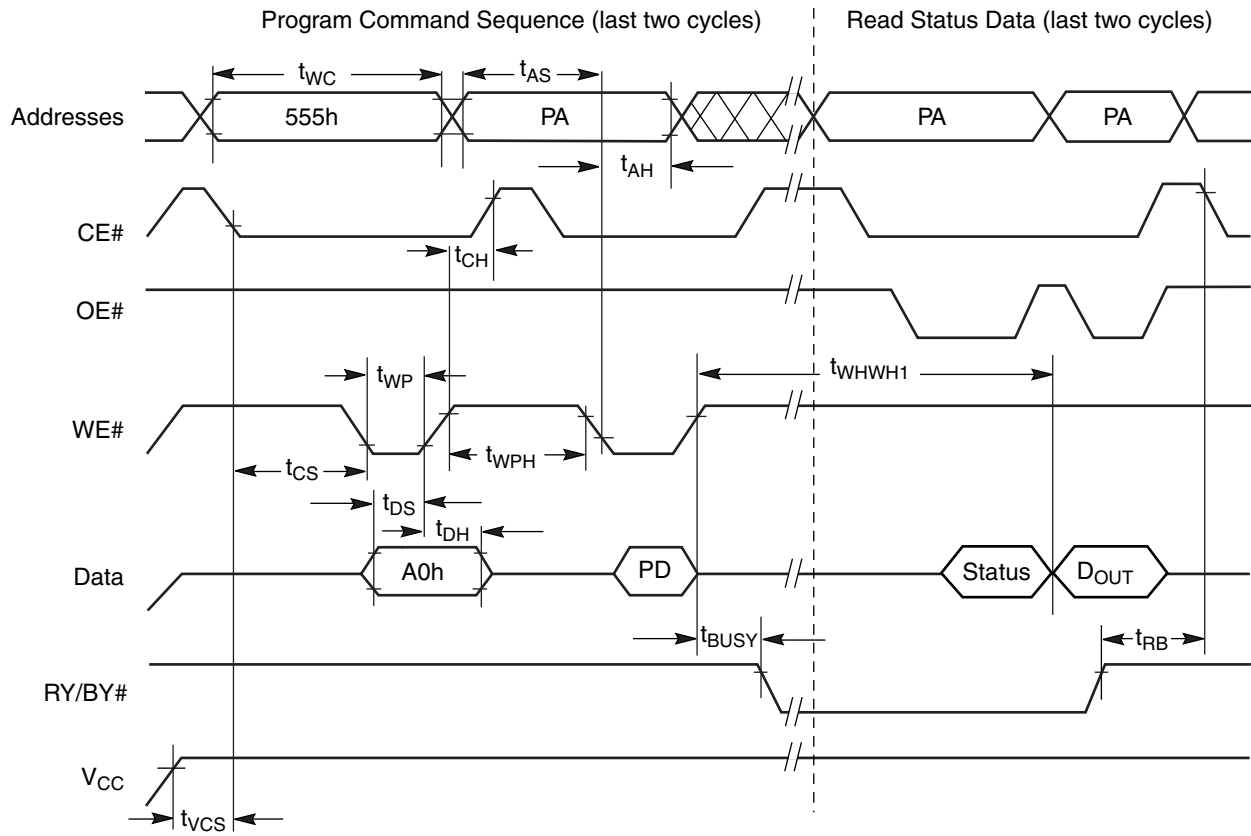 Program Command Sequence (last two cycles)
Read Status Data (last two cycles)
tWC
tAS
Addresses
555h
PA
PA
PA
tAH
CE#
tCH
OE#
tWP
tWHWH1
WE#
tCS
tWPH
tDS
tDH
Data
A0h
PD
Status
DOUT
tBUSY
tRB
RY/BY#
VCC
tVCS